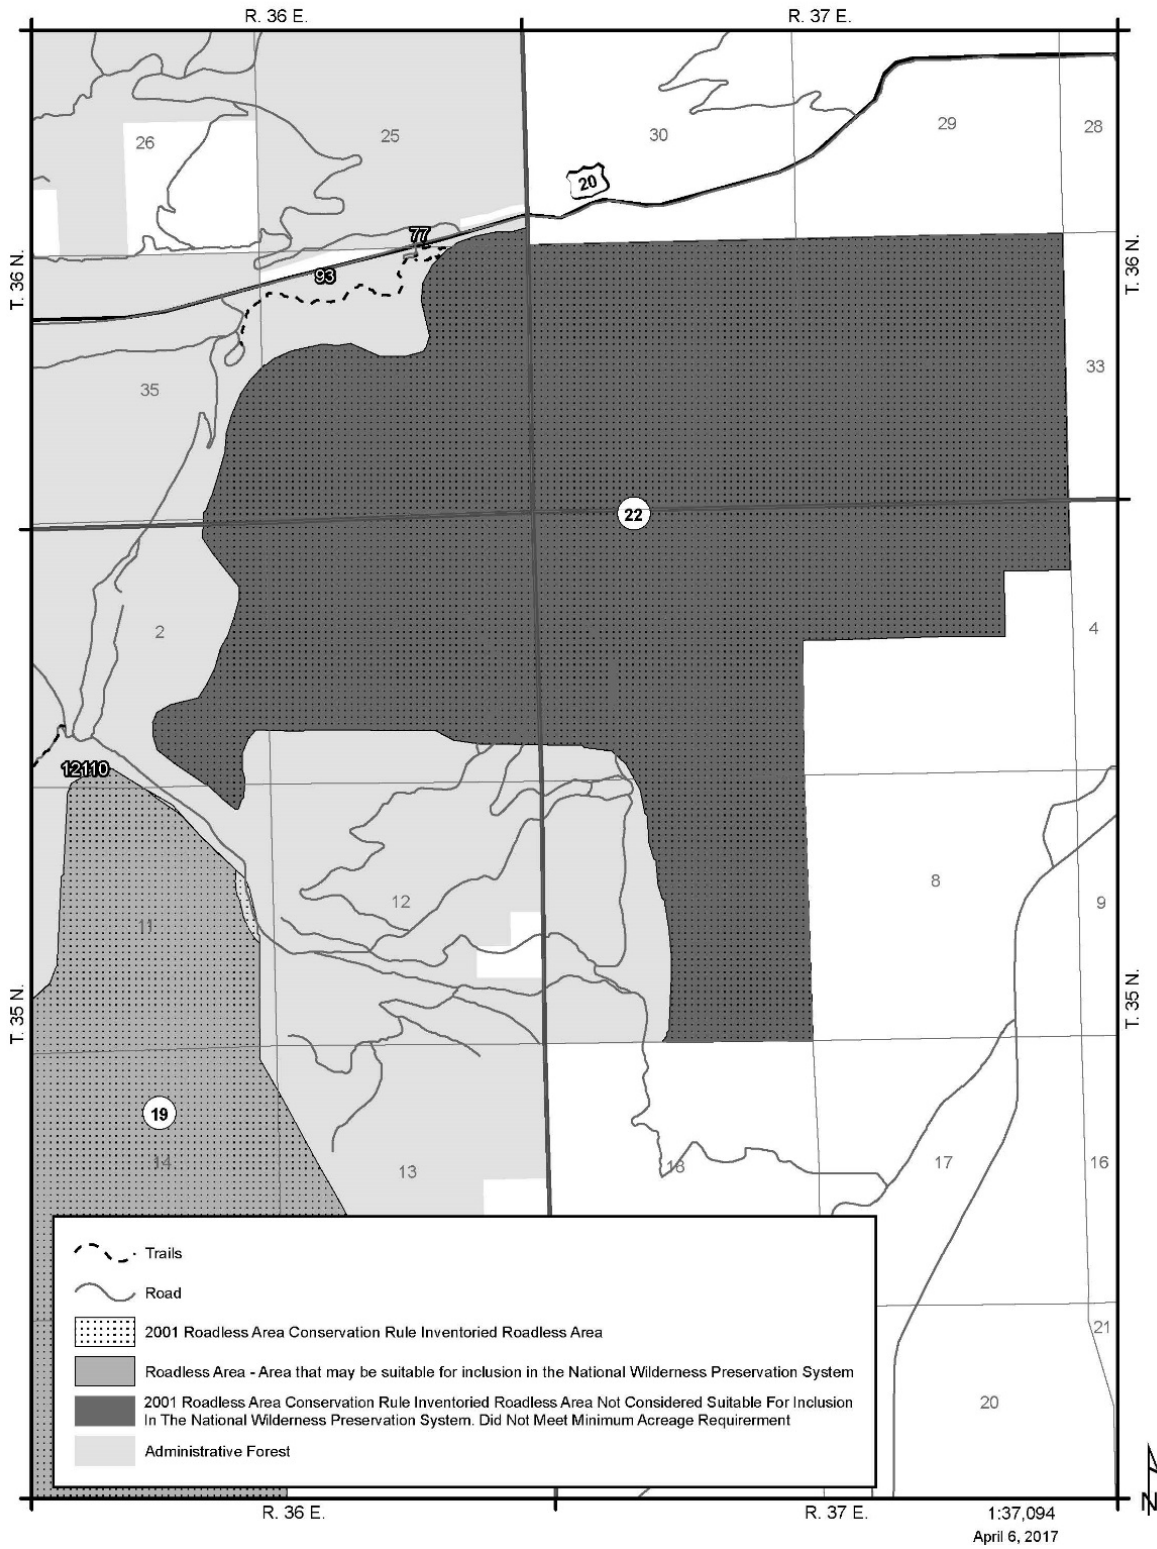 R. 36 E.
R. 37 E.
26
25
30
29
28
20
77
93
T. 36 N.
T. 36 N.
35
33
22
2
4
12110
11
12
8
9
T. 35 N.
T. 35 N.
19
14
13
18
17
16
Trails
Road
2001 Roadless Area Conservation Rule Inventoried Roadless Area
21
Roadless Area - Area that may be suitable for inclusion in the National Wilderness Preservation System
2001 Roadless Area Conservation Rule Inventoried Roadless Area Not Considered Suitable For Inclusion
In The National Wilderness Preservation System. Did Not Meet Minimum Acreage Requirerment
20
Administrative Forest
N
R. 36 E.
R. 37 E.
1:37,094
April 6, 2017